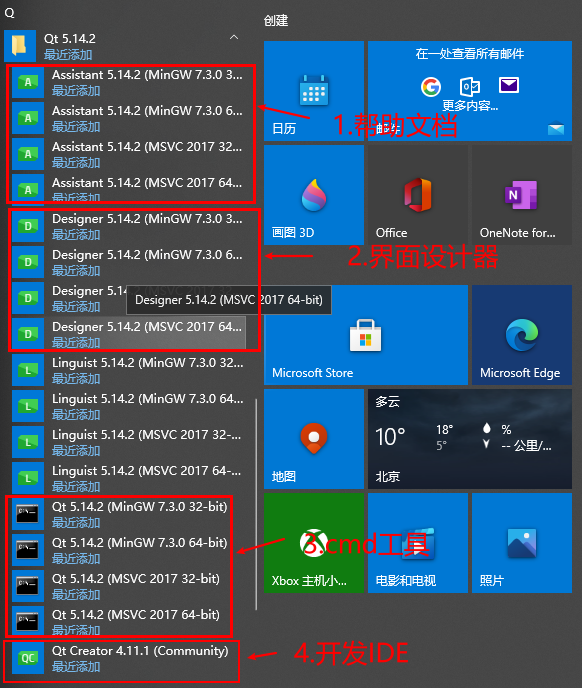 Q
Qt 5.14.2
最近添加
Assistant 5.14.2 (MinGW 7.3.0 3...
最近添加
Assistant 5.14.2 (MinGW 7.3.0 6...
最近添加
Assistant 5.14.2 (MSVC 2017 32...
最近添加
Assistant 5.14.2 (MSVC 2017 64...
最近添加
Designer 5.14.2 (MinGW 7.3.0 3...
最近添加
Designer 5.14.2 (MinGW 7.3.0 6...
最近添加
Designer 5.14.2 (MSV
最近添加
Designer 5.14.2 (MSVC 2017 64-bit)
Designer 5.14.2 (MSVC 2017 64...
最近添加
Linguist 5.14.2 (MinGW 7.3.0 32...
最近添加
Linguist 5.14.2 (MinGW 7.3.0 64...
最近添加
Linguist 5.14.2 (MSVC 2017 32-...
最近添加
Linguist 5.14.2 (MSVC 2017 64-...
最近添加
Qt 5.14.2 (MinGW 7.3.0 32-bit)
最近添加
Qt 5.14.2 (MinGW 7.3.0 64-bit)
最近添加
Qt 5.14.2 (MSVC 2017 32-bit)
最近添加
Qt 5.14.2 (MSVC 2017 64-bit)
最近添加
Qt Creator 4.11.1 (Community)
最近添加
1.帮助文档
2.界面设计器
3.cmd工具
4.开发IDE
创建
日历
在一处查看所有邮件
更多内容...
邮件
画图 3D
Office
OneNote for...
Microsoft Store
Microsoft Edge
地图
多云
10°
18°
5°
%
-- 公里/...
北京
Xbox 主机小...
电影和电视
照片